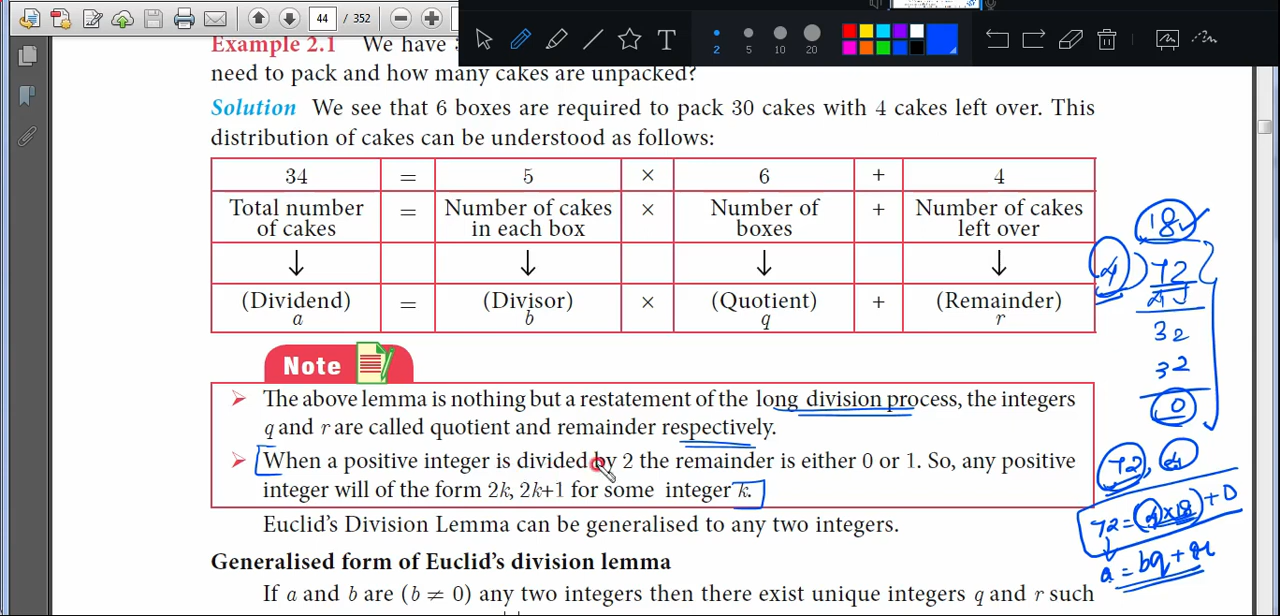 44 / 352
2 5 10 20
Example 2.1 We have
need to pack and how many cakes are unpacked?
Solution We see that 6 boxes are required to pack 30 cakes with 4 cakes left over. This
distribution of cakes can be understood as follows:
34 = 5 × 6 + 4
Total number of cakes = Number of cakes in each box × Number of boxes + Number of cakes left over
↓ ↓ ↓ ↓
(Dividend) a = (Divisor) b × (Quotient) q + (Remainder) r
Note
➢ The above lemma is nothing but a restatement of the long division process, the integers
q and r are called quotient and remainder respectively.
➢ When a positive integer is divided by 2 the remainder is either 0 or 1. So, any positive
integer will of the form 2k, 2k+1 for some integer k.
Euclid's Division Lemma can be generalised to any two integers.
Generalised form of Euclid's division lemma
If a and b are (b ≠ 0) any two integers then there exist unique integers q and r such
18
4) 72
32
32
0
72, 4
72 = (4×18) + 0
a = bq + r